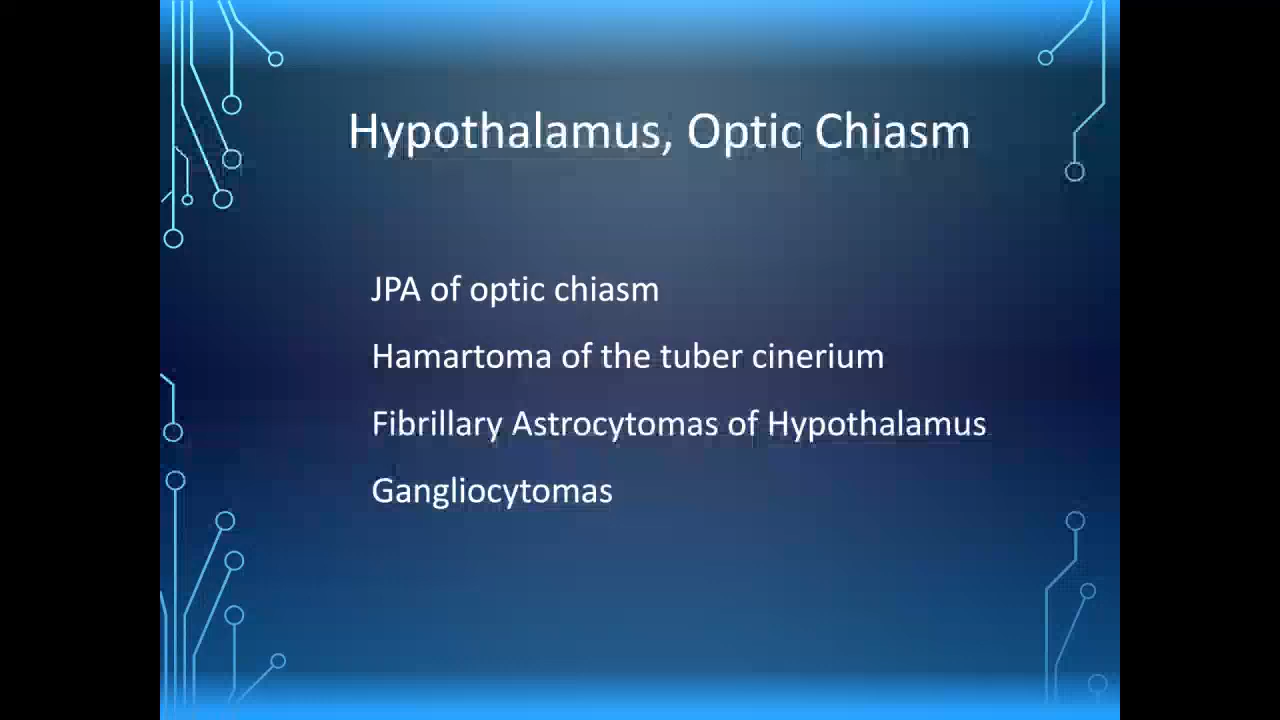 Hypothalamus, Optic Chiasm
JPA of optic chiasm
Hamartoma of the tuber cinerium
Fibrillary Astrocytomas of Hypothalamus
Gangliocytomas